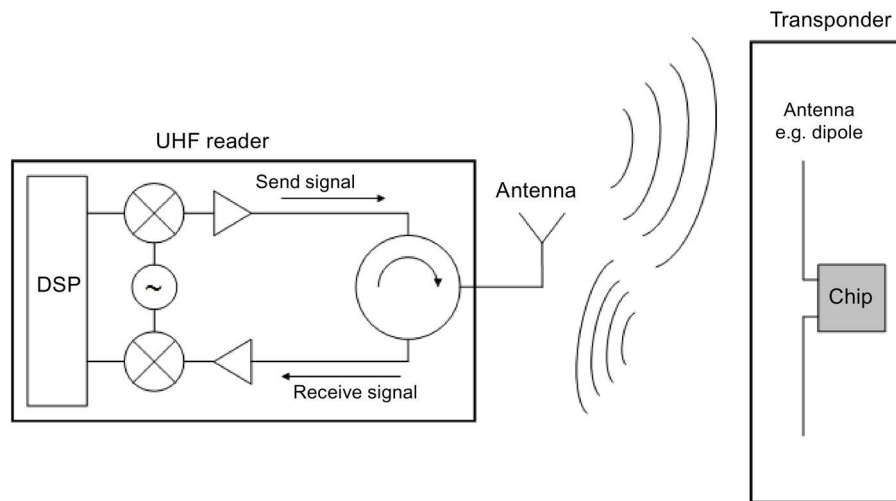 Transponder
Antenna
e.g. dipole
UHF reader
Send signal
Antenna
DSP
~
Chip
Receive signal